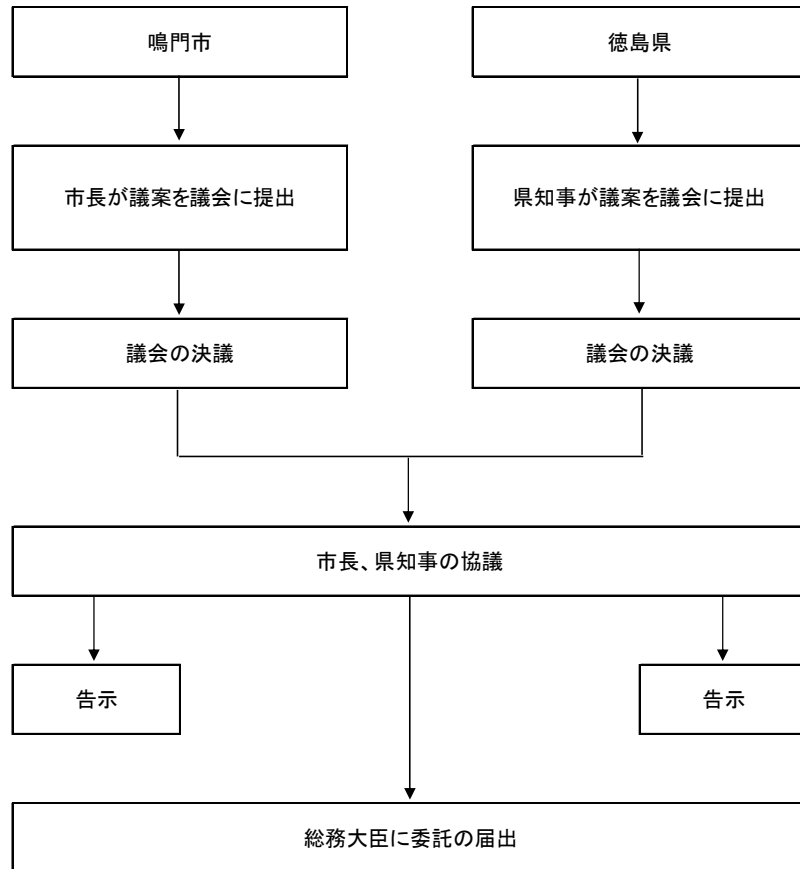 鳴門市
徳島県
市長が議案を議会に提出
県知事が議案を議会に提出
議会の決議
議会の決議
市長、県知事の協議
告示
告示
総務大臣に委託の届出